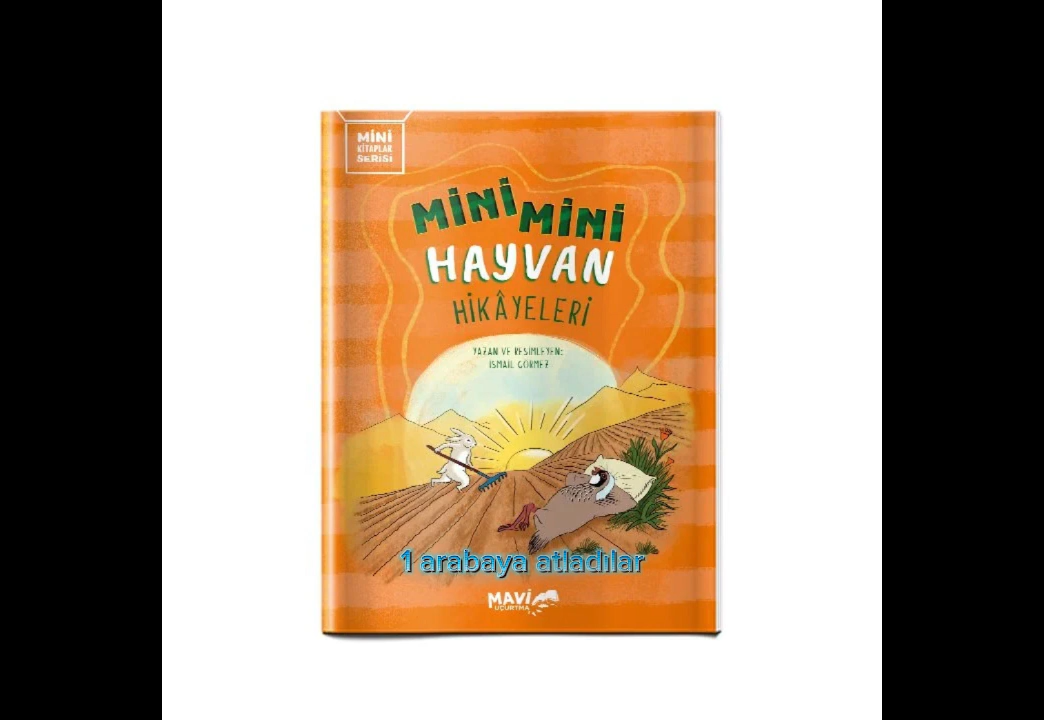 MİNİ
KİTAPLAR
SERİSİ
MİNİ MİNİ
HAYVAN
HİKÂYELERİ
YAZAN VE RESİMLEYEN:
İSMAİL GÖRMEZ
1 arabaya atladılar
MAVİ
UÇURTMA